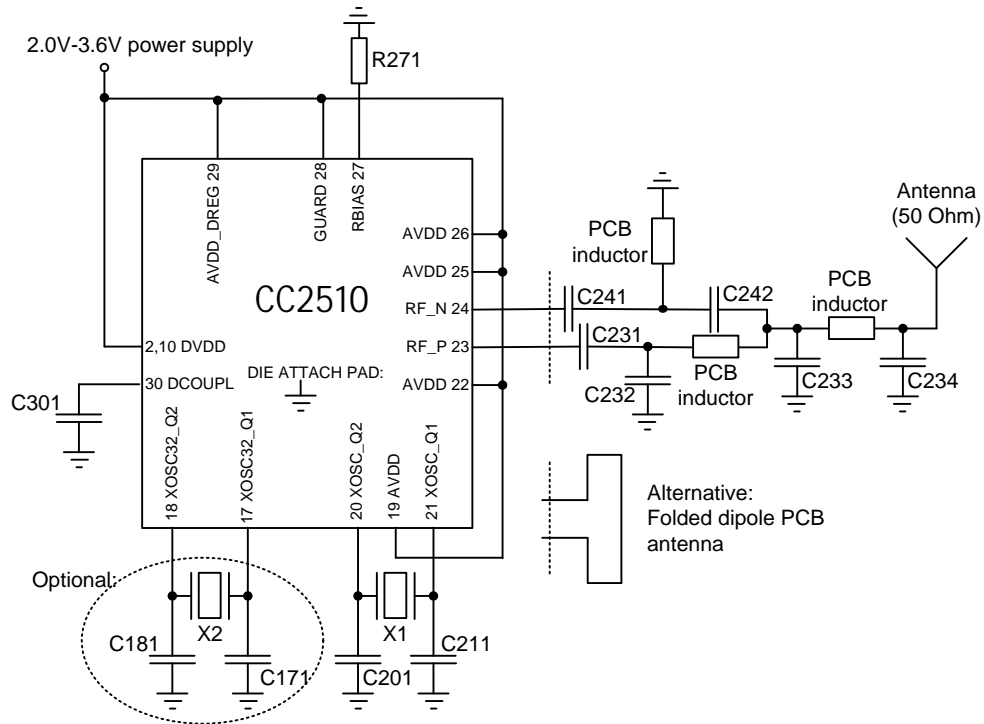 2.0V-3.6V power supply
R271
AVDD_DREG 29
GUARD 28
RBIAS 27
Antenna
(50 Ohm)
PCB
inductor
AVDD 26
AVDD 25
CC2510
RF_N 24
C241
C242
PCB
inductor
RF_P 23
C231
2,10 DVDD
30 DCOUPL
DIE ATTACH PAD:
AVDD 22
C232
PCB
inductor
C233
C234
C301
18 XOSC32_Q2
17 XOSC32_Q1
20 XOSC_Q2
19 AVDD
21 XOSC_Q1
Alternative:
Folded dipole PCB
antenna
Optional:
X2
X1
C181
C171
C201
C211